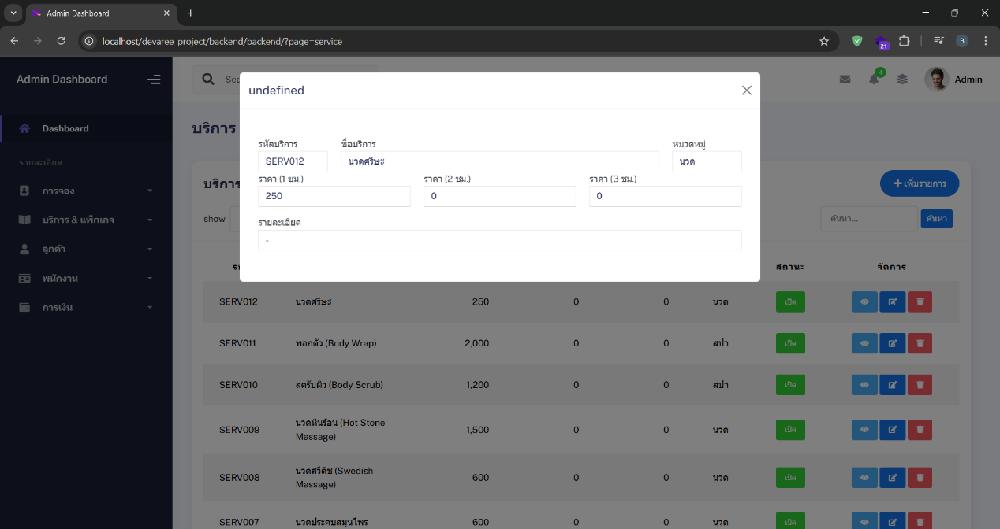 Admin Dashboard
localhost/devaree_project/backend/backend/?page=service
21
B
Admin Dashboard
Sea
4
Admin
undefined
Dashboard
บริการ
รายละเอียด
รหัสบริการ
ชื่อบริการ
หมวดหมู่
SERV012
นวดศรีษะ
นวด
ราคา (1 ชม.)
ราคา (2 ชม.)
ราคา (3 ชม.)
250
0
0
รายละเอียด
-
การจอง
บริการ & แพ็กเกจ
ลูกค้า
พนักงาน
การเงิน
บริการ
เพิ่มรายการ
show
ค้นหา...
ค้นหา
สถานะ
จัดการ
SERV012 นวดศรีษะ 250 0 0 นวด เปิด
SERV011 พอกตัว (Body Wrap) 2,000 0 0 สปา เปิด
SERV010 สครับผิว (Body Scrub) 1,200 0 0 สปา เปิด
SERV009 นวดหินร้อน (Hot Stone
Massage) 1,500 0 0 นวด เปิด
SERV008 นวดสวีดิช (Swedish
Massage) 600 0 0 นวด เปิด
SERV007 นวดประคบสมุนไพร 600 0 0 นวด เปิด